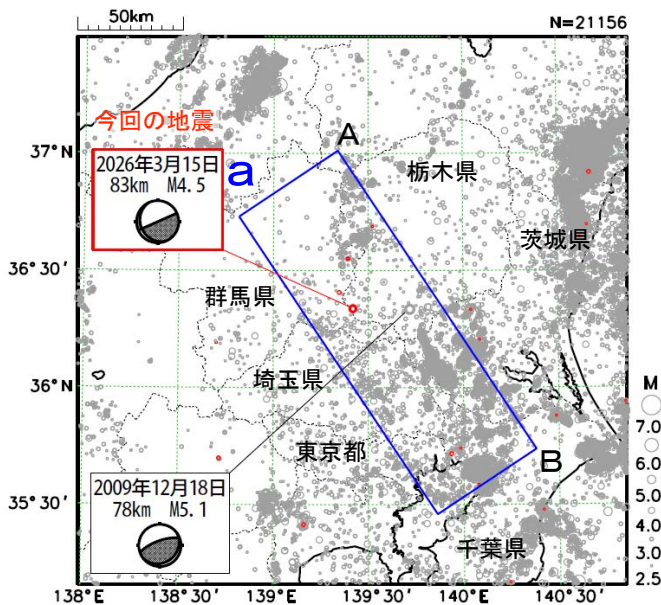 50km
N=21156
今回の地震
2026年3月15日
83km M4.5
a
A
栃木県
茨城県
群馬県
埼玉県
東京都
B
千葉県
2009年12月18日
78km M5.1
37°N
36°30′
36°N
35°30′
138°E
138°30′
139°E
139°30′
140°E
140°30′
M
7.0
6.0
5.0
4.0
3.0
2.5